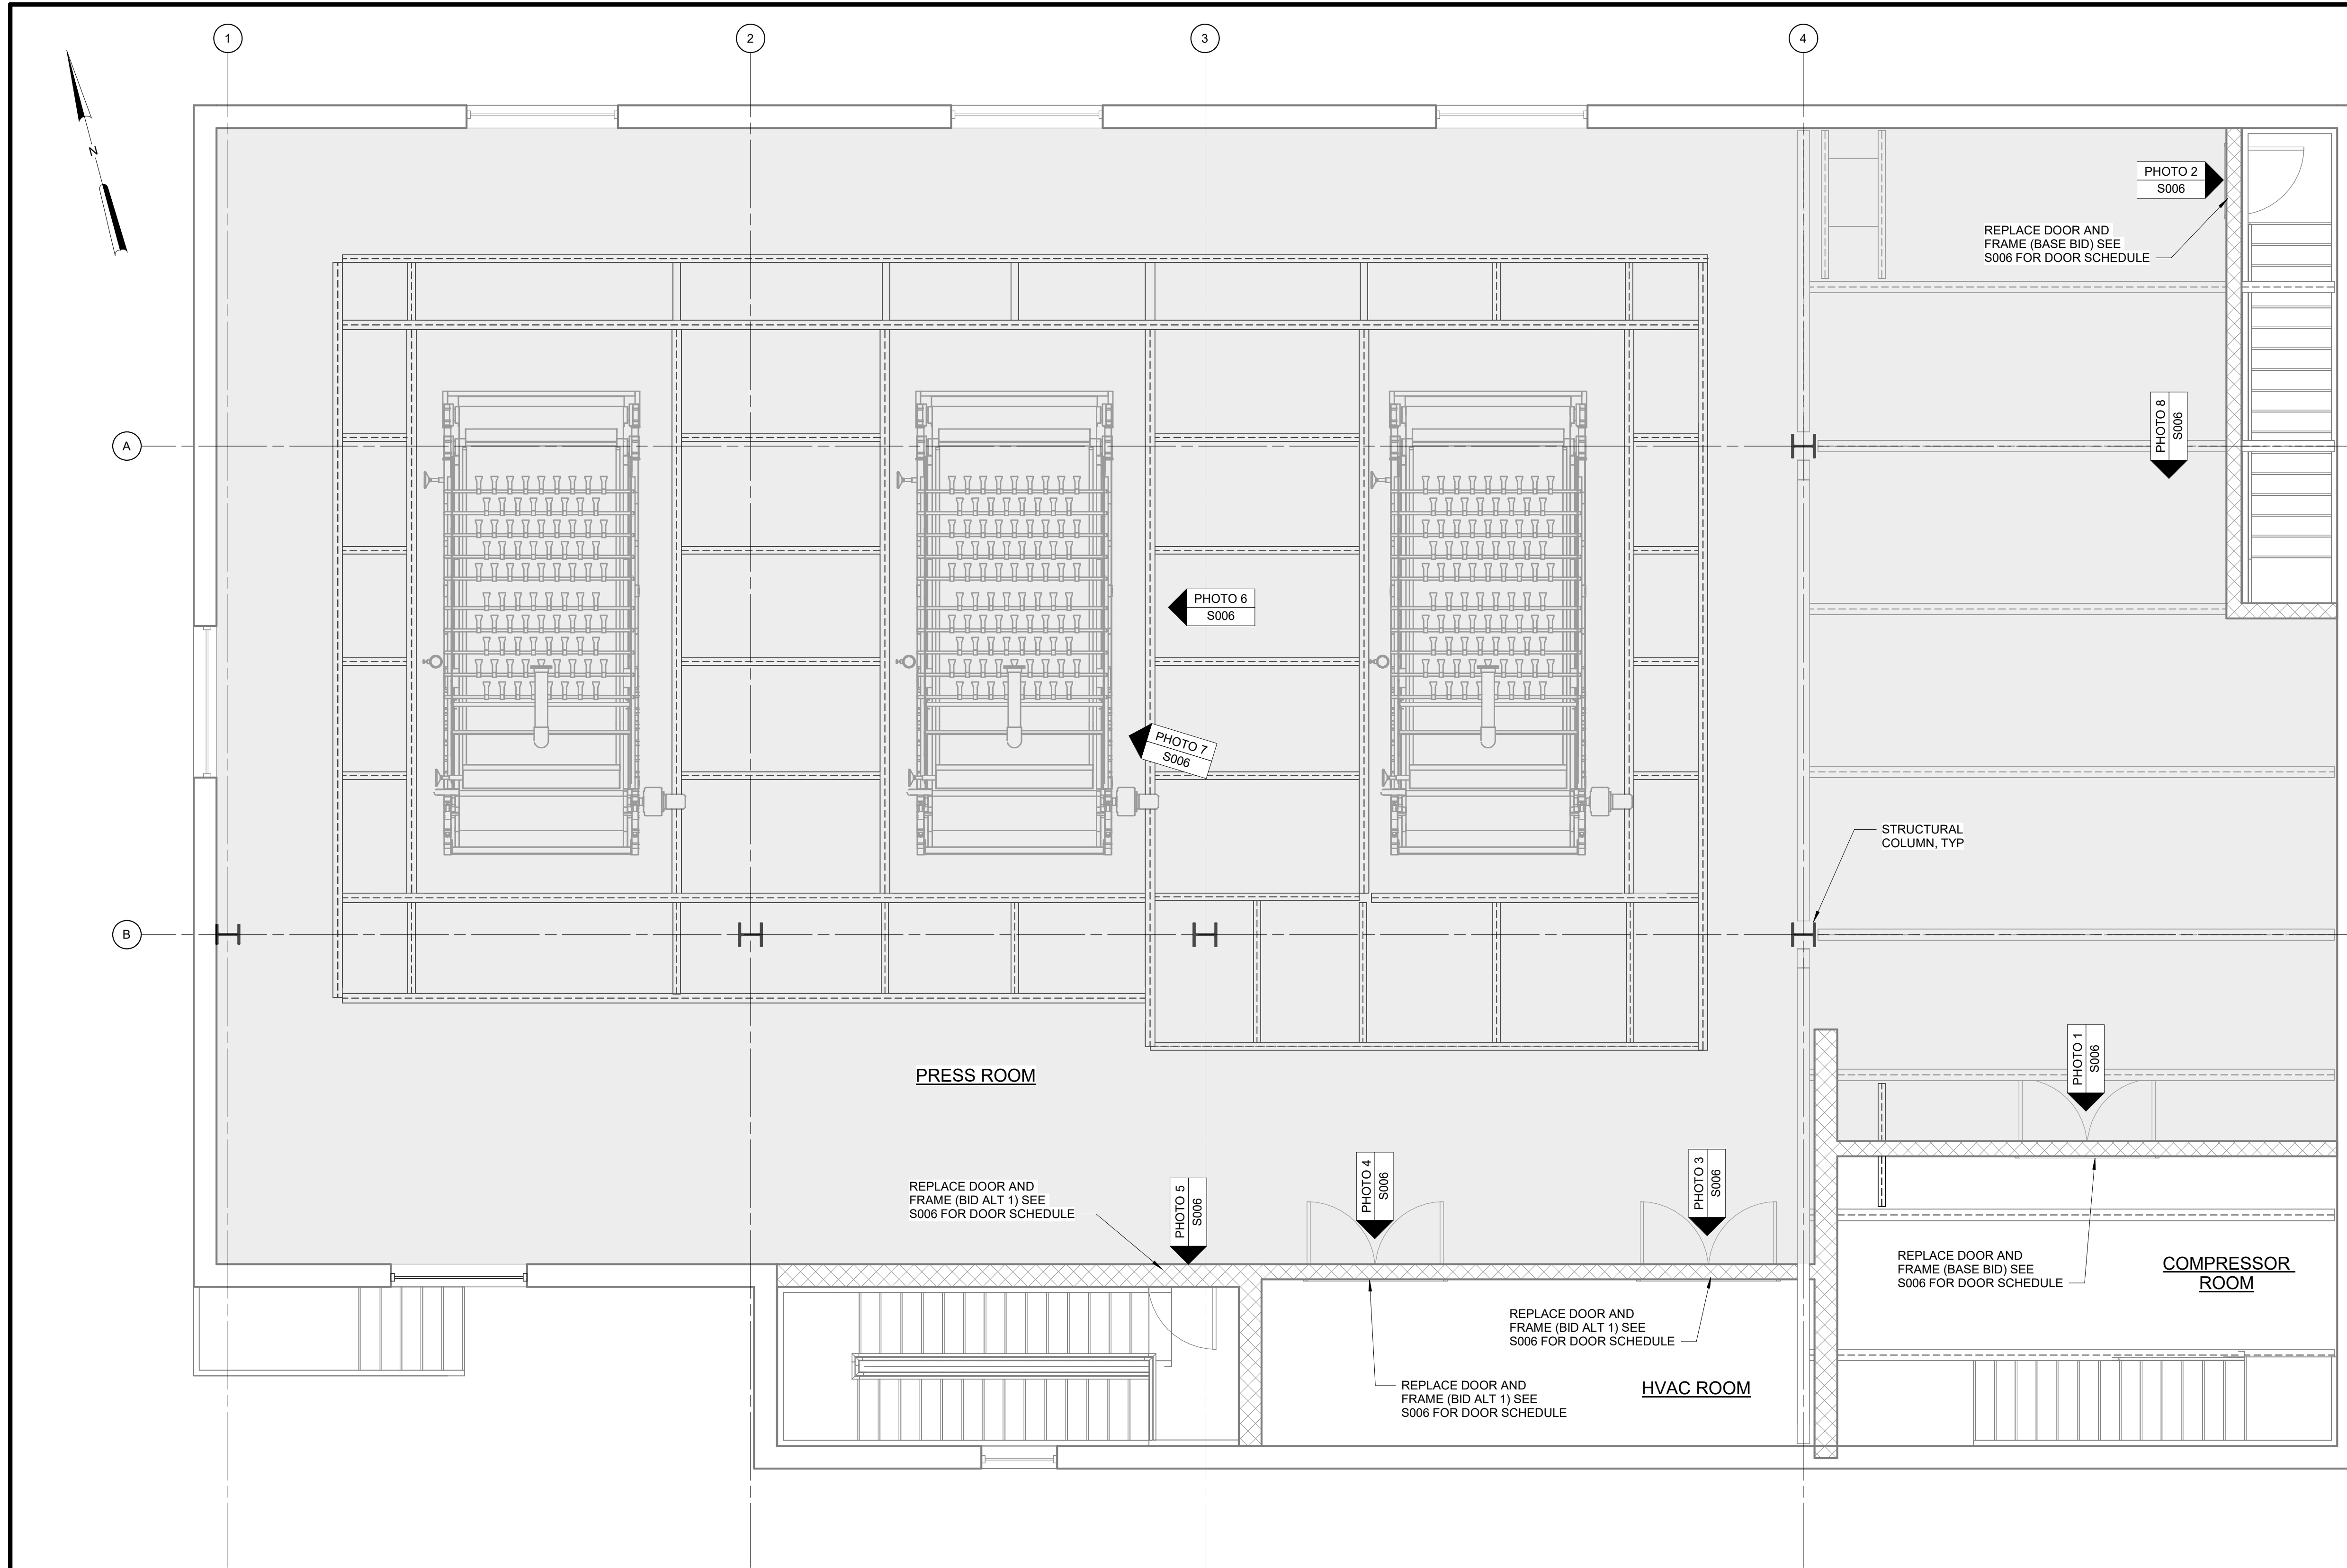 1
2
3
4
N
PHOTO 2
S006
REPLACE DOOR AND
FRAME (BASE BID) SEE
S006 FOR DOOR SCHEDULE
PHOTO 8
S006
A
PHOTO 6
S006
PHOTO 7
S006
STRUCTURAL
COLUMN, TYP
B
PHOTO 1
S006
PRESS ROOM
PHOTO 5
S006
PHOTO 4
S006
PHOTO 3
S006
REPLACE DOOR AND
FRAME (BID ALT 1) SEE
S006 FOR DOOR SCHEDULE
REPLACE DOOR AND
FRAME (BASE BID) SEE
S006 FOR DOOR SCHEDULE
COMPRESSOR
ROOM
REPLACE DOOR AND
FRAME (BID ALT 1) SEE
S006 FOR DOOR SCHEDULE
REPLACE DOOR AND
FRAME (BID ALT 1) SEE
S006 FOR DOOR SCHEDULE
HVAC ROOM